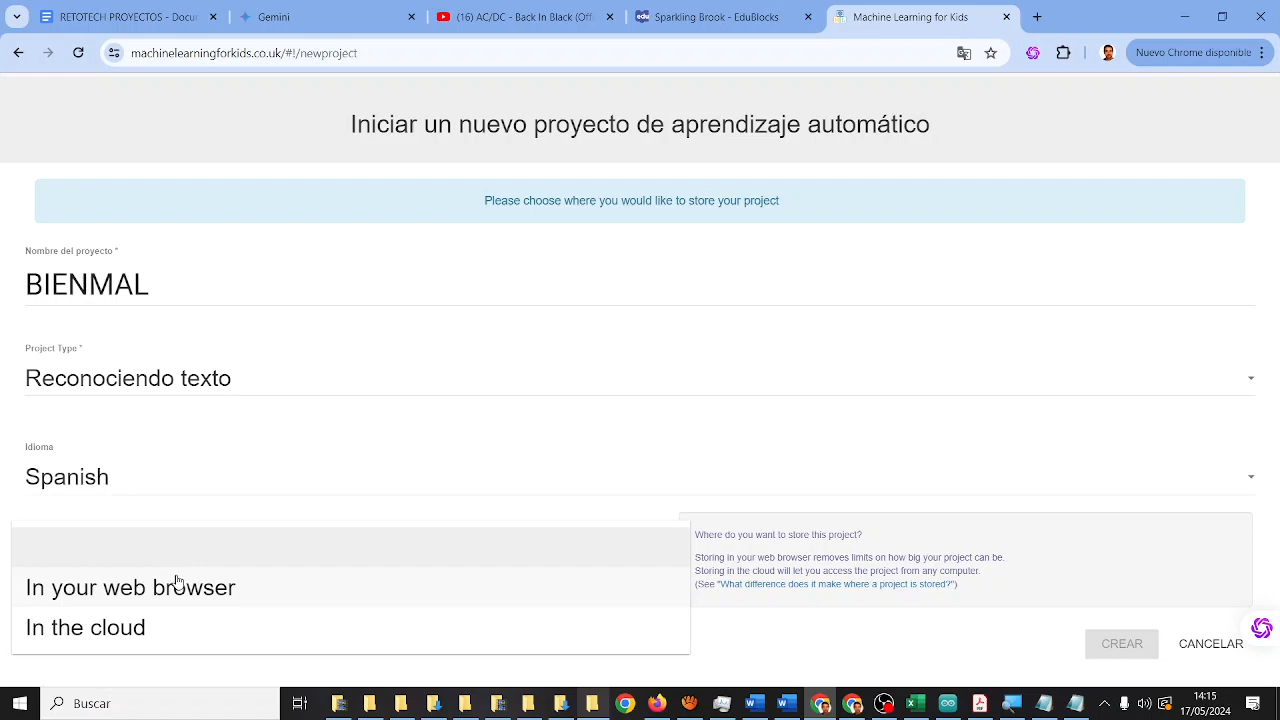 PROYECTO RETOTECH - Docu
Gemini
(16) AC/DC - Back In Black (O
Sparking Merlin - EduBlocks
Machine Learning for Kids
machinelearningforkids.co.uk/#!/newproject
Nuevo Chrome disponible
Iniciar un nuevo proyecto de aprendizaje automático
Please choose where you would like to store your project
Nombre del proyecto *
BIENMAL
Project Type *
Reconociendo texto
Idioma
Spanish
In your web browser
In the cloud
Where do you want to store this project?
Storing in your web browser removes limits on how big your project can be.
Storing in the cloud will let you access the project from any computer.
(See "What difference does it make where a project is stored?")
CREAR
CANCELAR
Buscar
14:15
17/05/2024